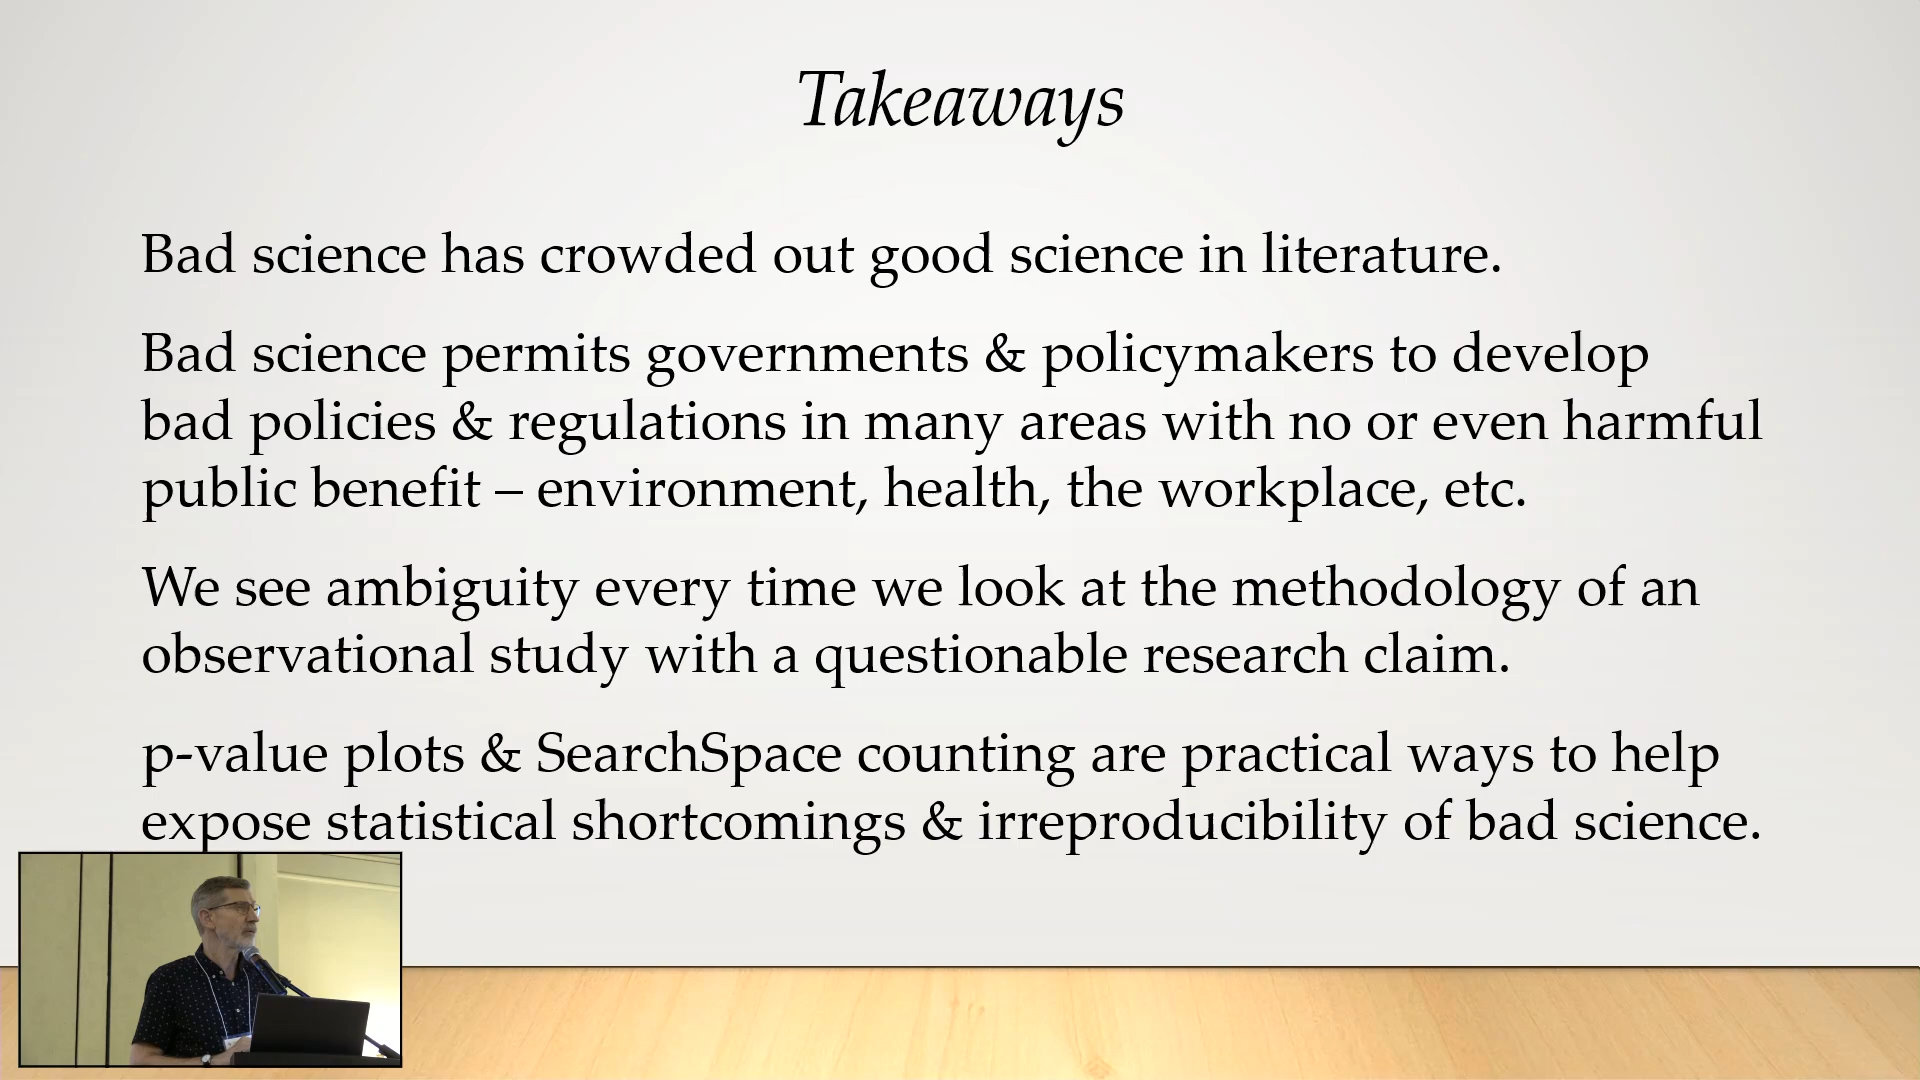 Takeaways
Bad science has crowded out good science in literature.
Bad science permits governments & policymakers to develop
bad policies & regulations in many areas with no or even harmful
public benefit – environment, health, the workplace, etc.
We see ambiguity every time we look at the methodology of an
observational study with a questionable research claim.
p-value plots & SearchSpace counting are practical ways to help
expose statistical shortcomings & irreproducibility of bad science.